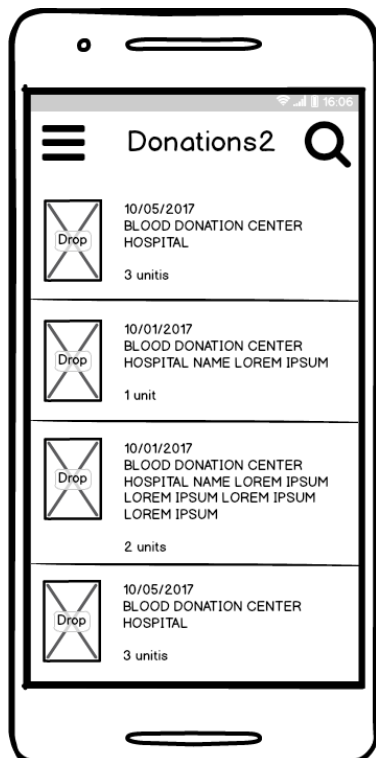 16:06
Donations2
Drop
10/05/2017
BLOOD DONATION CENTER
HOSPITAL
3 unitis
Drop
10/01/2017
BLOOD DONATION CENTER
HOSPITAL NAME LOREM IPSUM
1 unit
Drop
10/01/2017
BLOOD DONATION CENTER
HOSPITAL NAME LOREM IPSUM
LOREM IPSUM LOREM IPSUM
LOREM IPSUM
2 units
Drop
10/05/2017
BLOOD DONATION CENTER
HOSPITAL
3 unitis